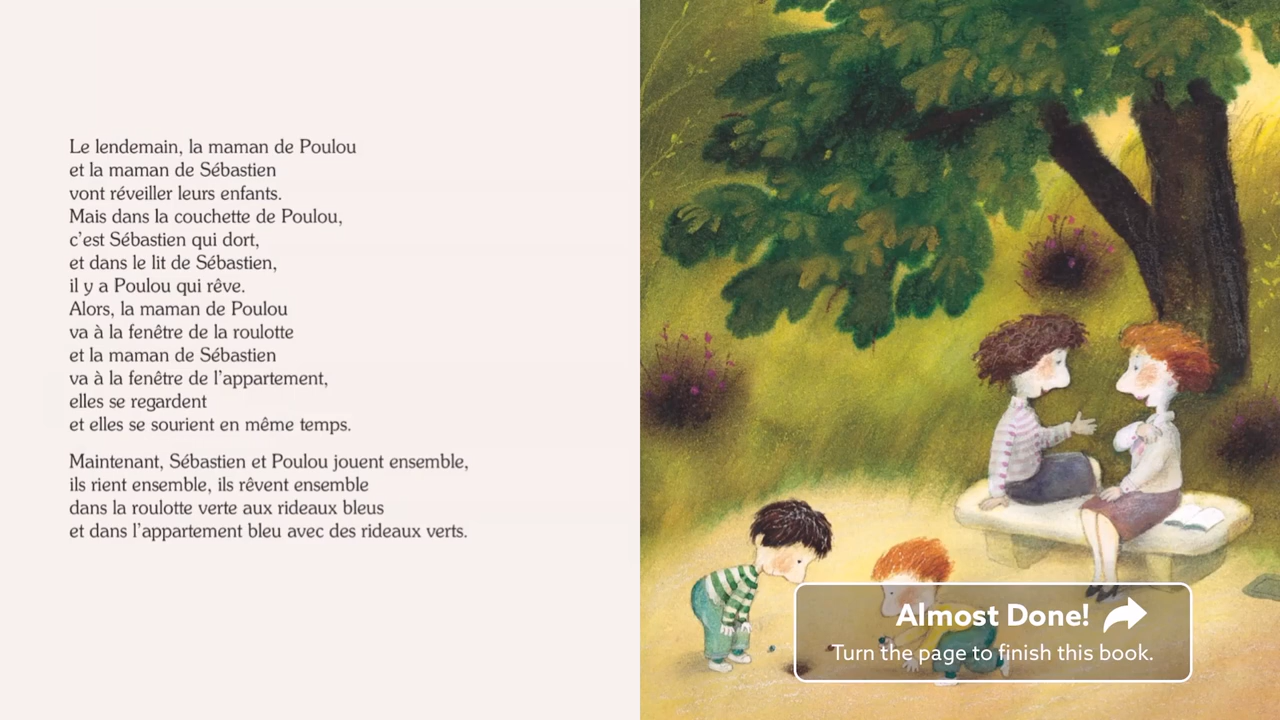 Le lendemain, la maman de Poulou
et la maman de Sébastien
vont réveiller leurs enfants.
Mais dans la couchette de Poulou,
c'est Sébastien qui dort,
et dans le lit de Sébastien,
il y a Poulou qui rêve.
Alors, la maman de Poulou
va à la fenêtre de la roulotte
et la maman de Sébastien
va à la fenêtre de l'appartement,
elles se regardent
et elles se sourient en même temps.
Maintenant, Sébastien et Poulou jouent ensemble,
ils rient ensemble, ils rêvent ensemble
dans la roulotte verte aux rideaux bleus
et dans l'appartement bleu avec des rideaux verts.
Almost Done!
Turn the page to finish this book.